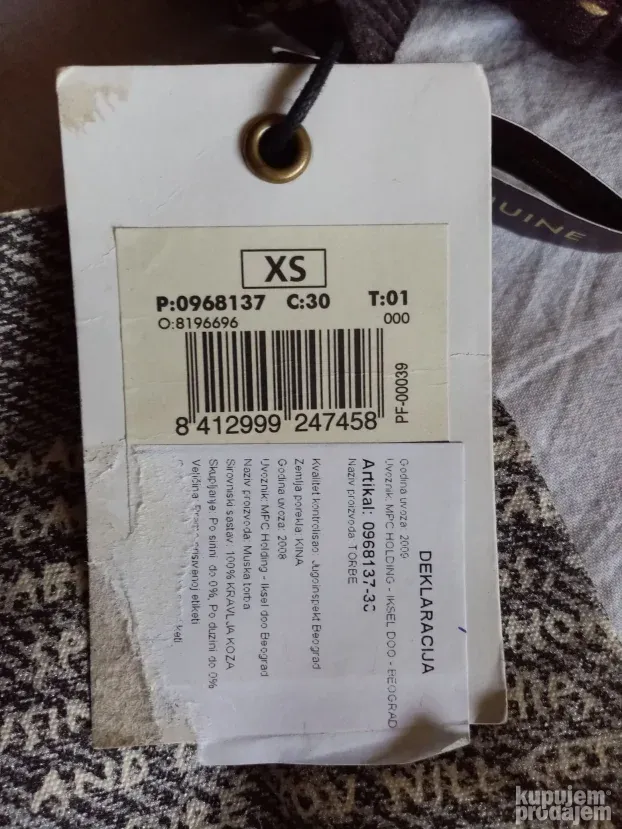 XS
P:0968137 C:30 T:01
O:8196696 000
PF-00039
8 412999 247458
DEKLARACIJA
Godina uvoza: 2009
Uvoznik: MPC HOLDING - IKSEL DOO - BEOGRAD
Artikal: 0968137-30
Naziv proizvoda: TORBE
Kvalitet kontrolisao: Jugoinspekt Beograd
Zemlja porekla: KINA
Godina uvoza: 2008
Uvoznik: MPC Holding - Iksel doo Beograd
Naziv proizvoda: Muska torba
Sirovinski sastav: 100% KRAVLJA KOZA
Skupljanje: Po sirini: do 0%, Po duzini do 0%
Velicina:
UINE
AND
kupujem
prodajem